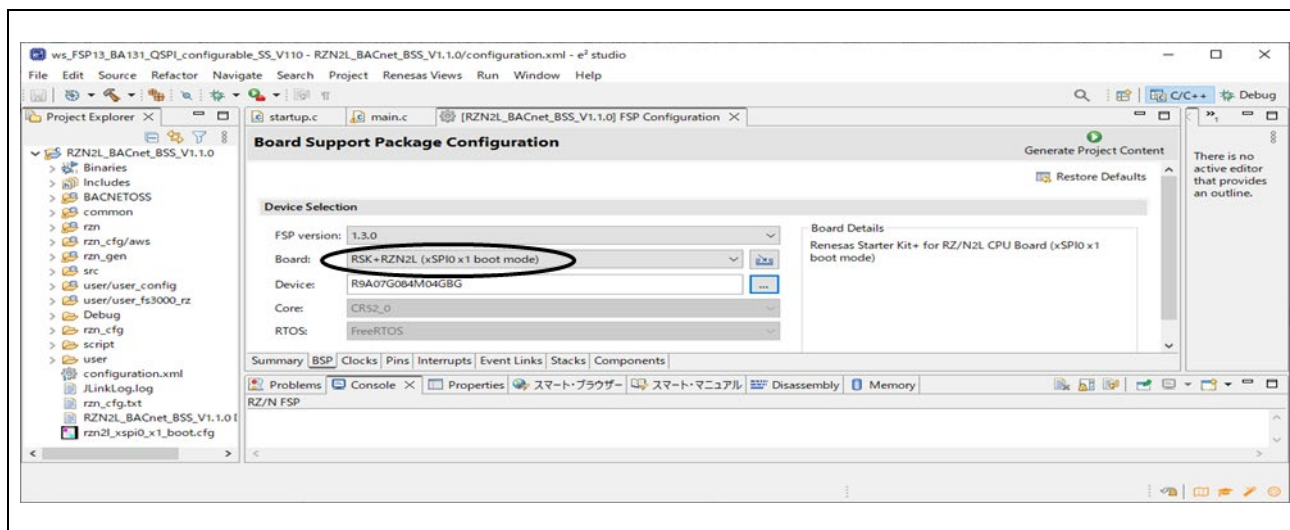 ws_FSP13_BA131_QSPI_configurable_SS_V110 - RZN2L_BACnet_BSS_V1.1.0/configuration.xml - e² studio
File Edit Source Refactor Navigate Search Project Renesas Views Run Window Help
C/C++ Debug
Project Explorer
startup.c main.c [RZN2L_BACnet_BSS_V1.1.0] FSP Configuration
RZN2L_BACnet_BSS_V1.1.0
Binaries
Includes
BACNETOSS
common
rzn
rzn_cfg/aws
rzn_gen
src
user/user_config
user/user_fs3000_rz
Debug
rzn_cfg
script
user
configuration.xml
JLinkLog.log
rzn_cfg.txt
RZN2L_BACnet_BSS_V1.1.0 [
rzn2l_xspi0_x1_boot.cfg
Board Support Package Configuration
Generate Project Content
Restore Defaults
Device Selection
FSP version: 1.3.0
Board: RSK+RZN2L (xSPI0 x1 boot mode)
Device: R9A07G084M04GBG
...
Core: CR52_0
RTOS: FreeRTOS
Board Details
Renesas Starter Kit+ for RZ/N2L CPU Board (xSPI0 x1
boot mode)
Summary BSP Clocks Pins Interrupts Event Links Stacks Components
Problems Console Properties スマート・ブラウザー スマート・マニュアル Disassembly Memory
RZ/N FSP
There is no
active editor
that provides
an outline.